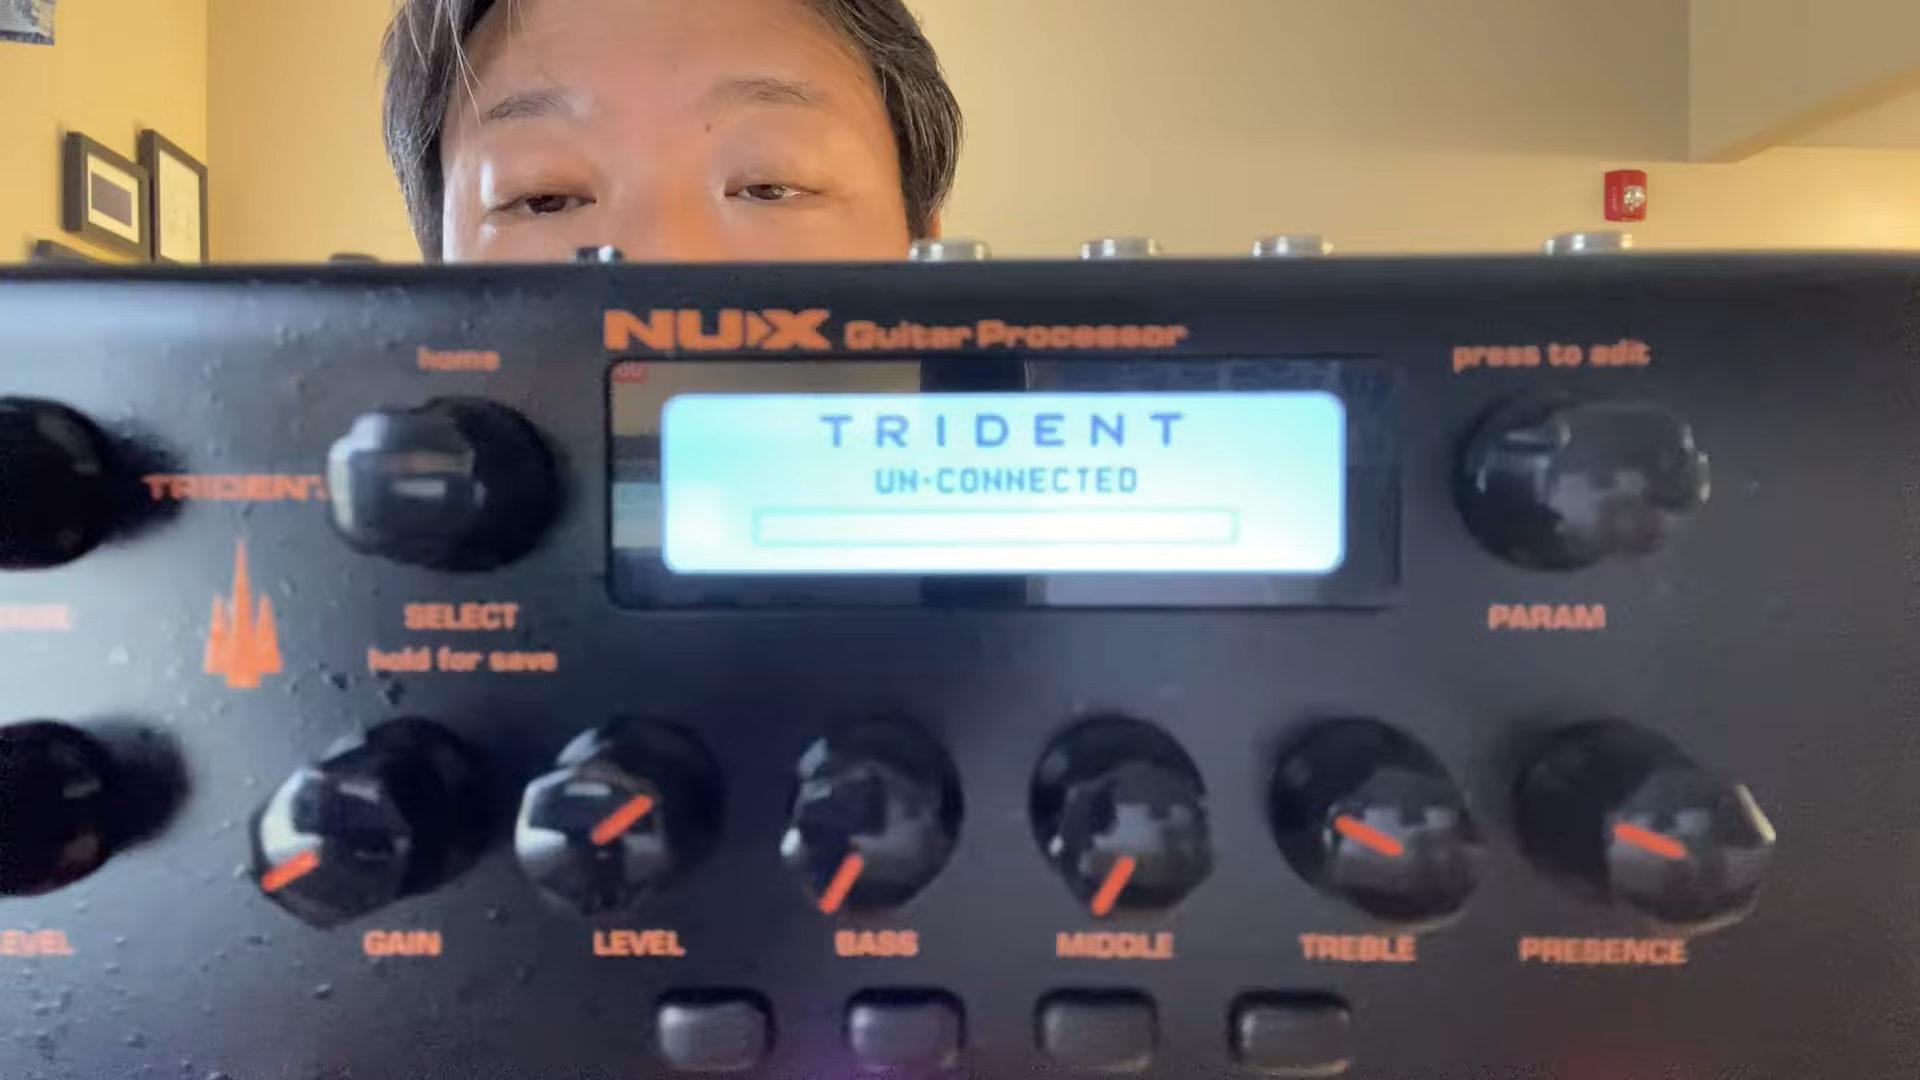 NUX Guitar Processor
home
press to edit
TRIDENT
UN-CONNECTED
TRIDENT
SELECT
hold for save
PARAM
LEVEL
GAIN
LEVEL
BASS
MIDDLE
TREBLE
PRESENCE